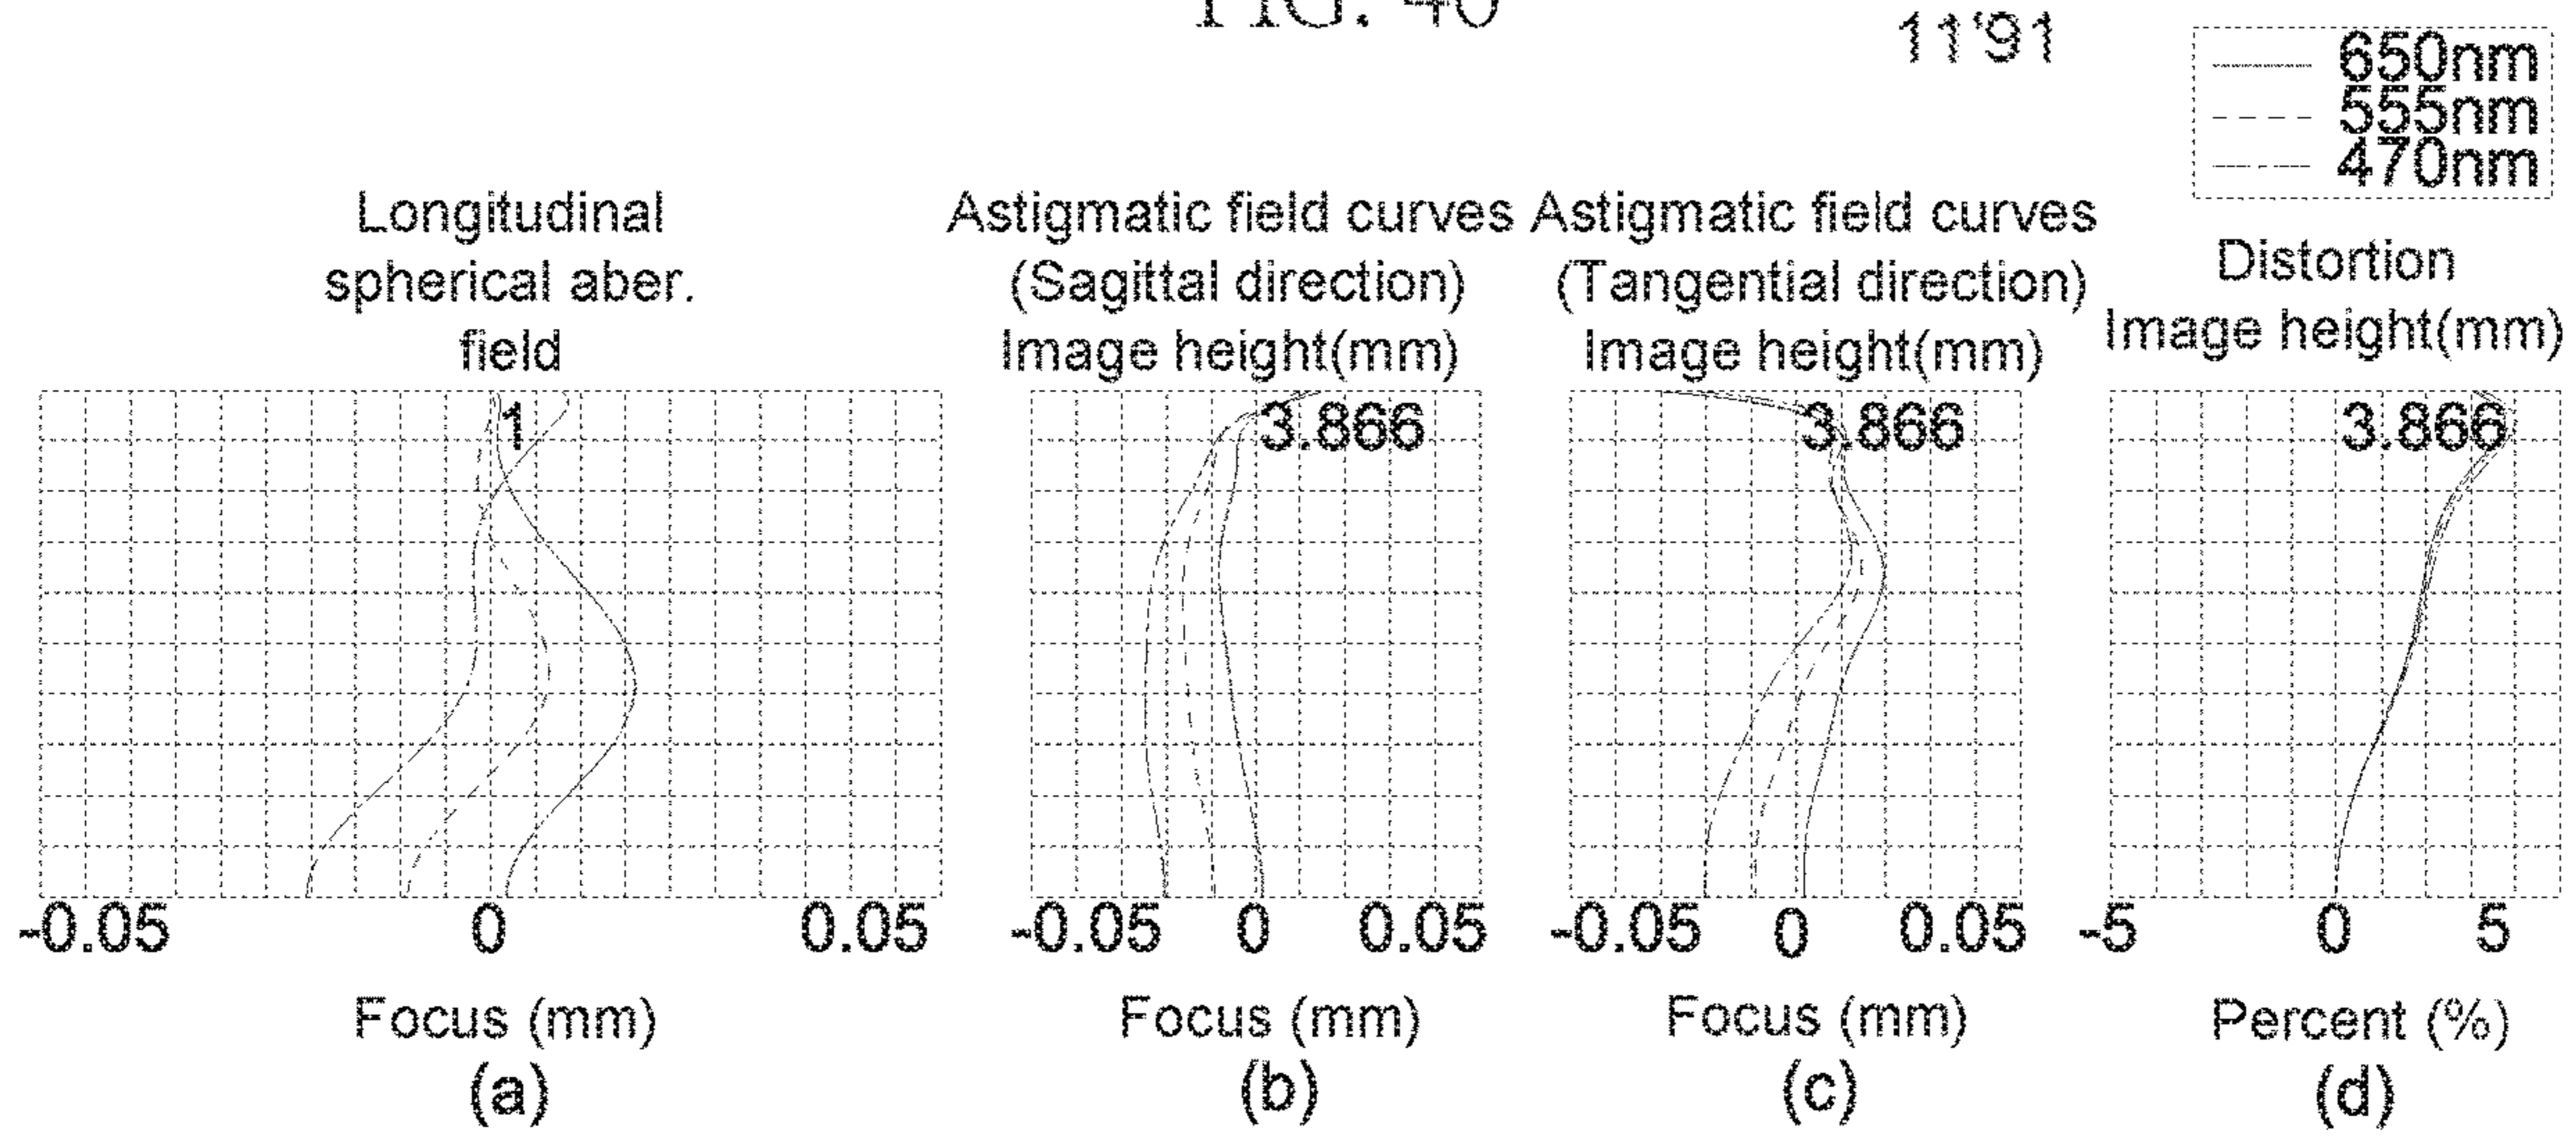 FIG. 40
11'91
650nm
555nm
470nm
Longitudinal
spherical aber.
field
Astigmatic field curves
(Sagittal direction)
Image height(mm)
Astigmatic field curves
(Tangential direction)
Image height(mm)
Distortion
Image height(mm)
1
3.866
3.866
3.866
-0.05 0 0.05
-0.05 0 0.05
-0.05 0 0.05
-5 0 5
Focus (mm)
Focus (mm)
Focus (mm)
Percent (%)
(a)
(b)
(c)
(d)